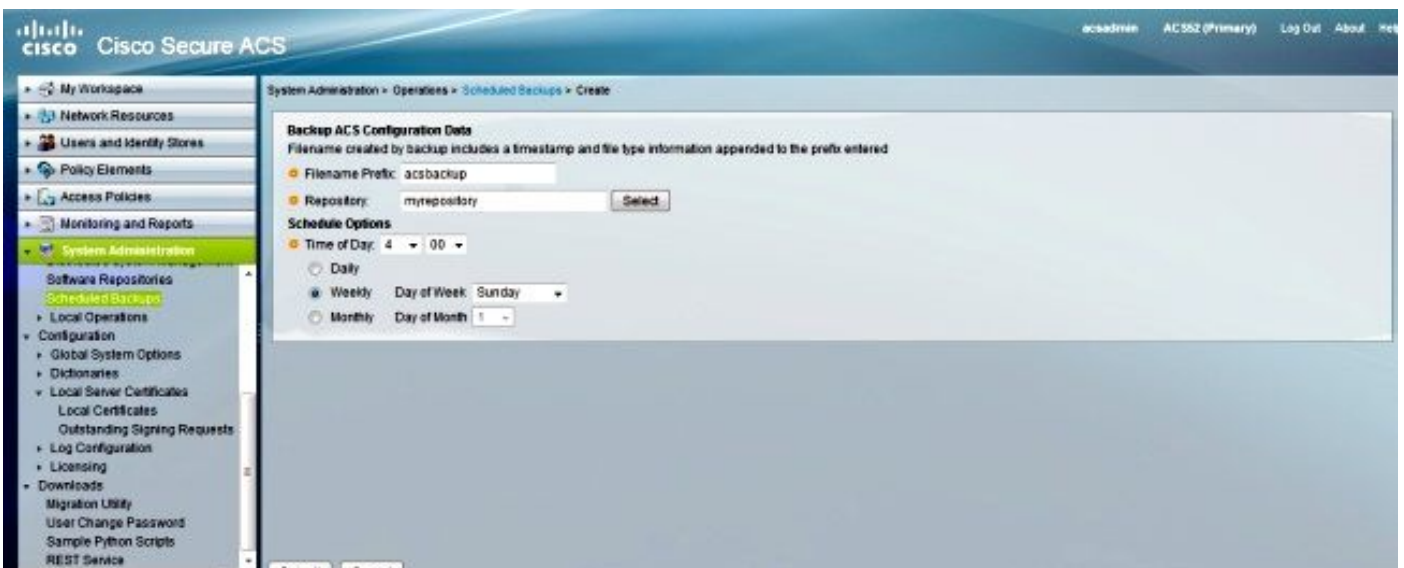 CISCO Cisco Secure ACS
acsadmin ACS52 (Primary) Log Out About
My Workspace
Network Resources
Users and Identity Stores
Policy Elements
Access Policies
Monitoring and Reports
System Administration
Software Repositories
Scheduled Backups
Local Operations
Configuration
Global System Options
Dictionaries
Local Server Certificates
Local Certificates
Outstanding Signing Requests
Log Configuration
Licensing
Downloads
Migration Utility
User Change Password
Sample Python Scripts
REST Service
System Administration > Operations > Scheduled Backups > Create
Backup ACS Configuration Data
Filename created by backup includes a timestamp and file type information appended to the prefix entered
Filename Prefix: acsbackup
Repository: myrepository Select
Schedule Options
Time of Day: 4 00
Daily
Weekly Day of Week Sunday
Monthly Day of Month 1